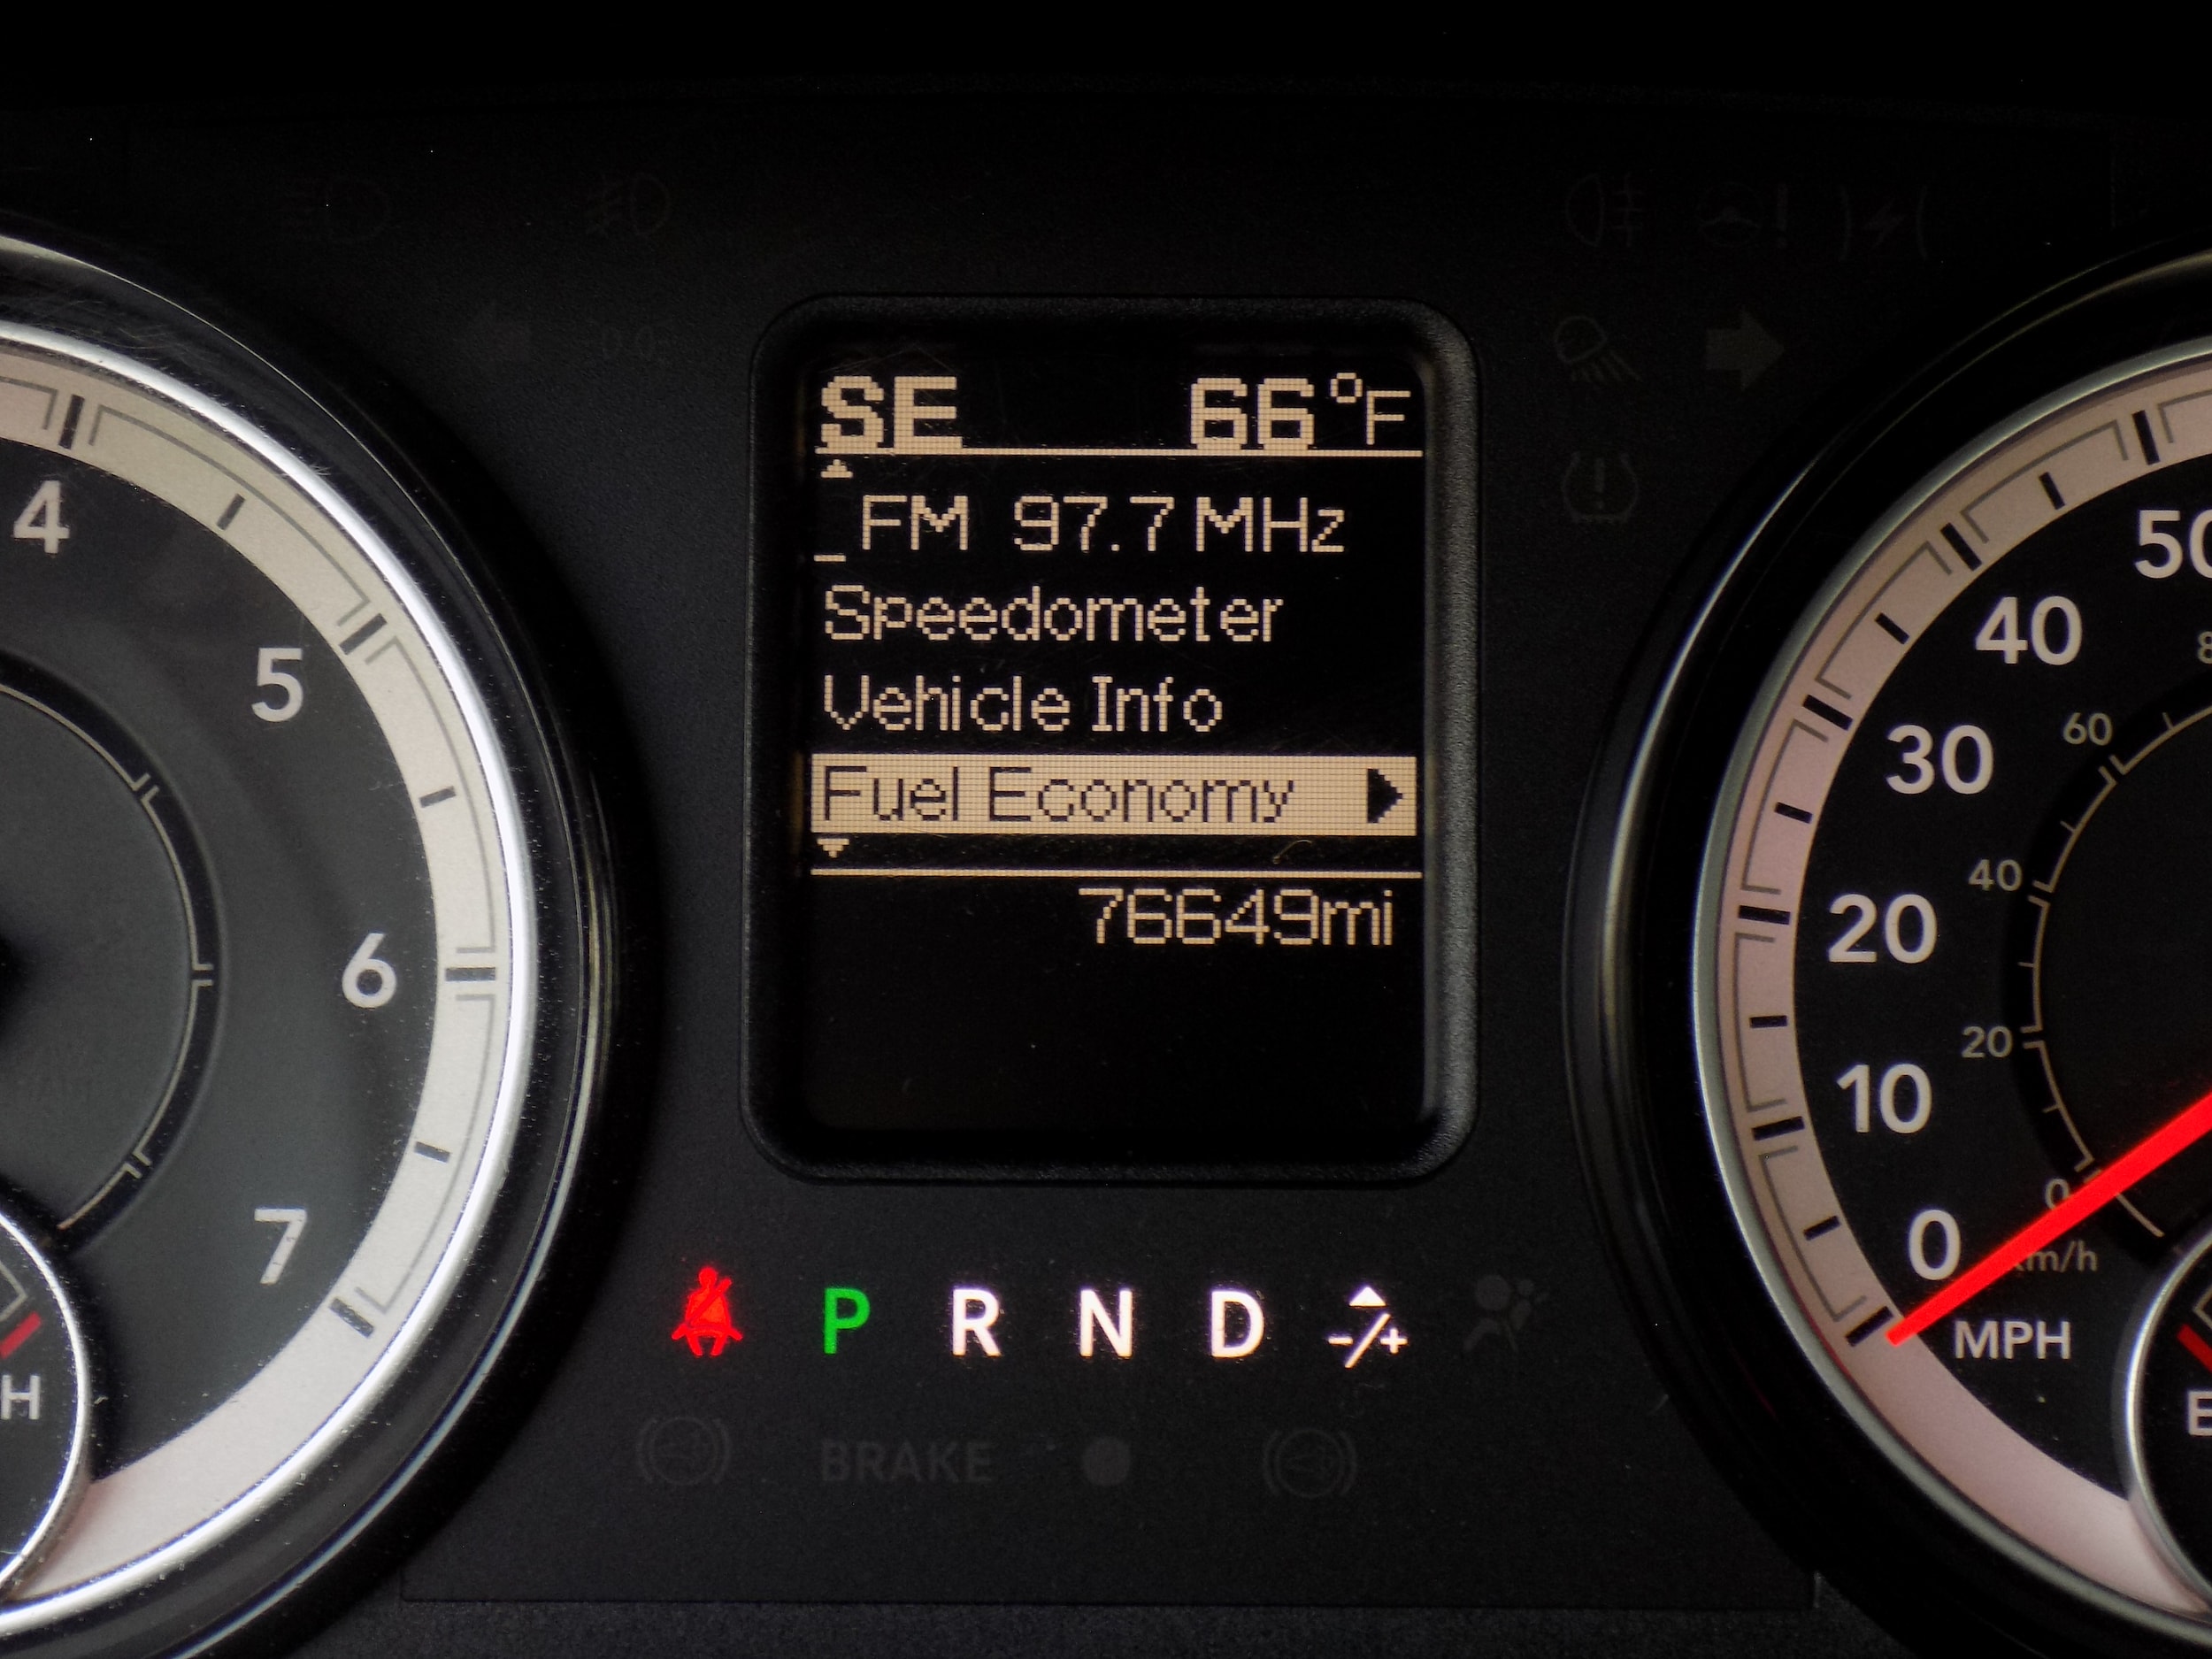 SE 66°F
FM 97.7 MHz
Speedometer
Vehicle Info
Fuel Economy
76649mi
4
5
6
7
H
P R N D -/+
BRAKE
50
40
30
20
10
0
MPH
60
40
20
0
km/h
E